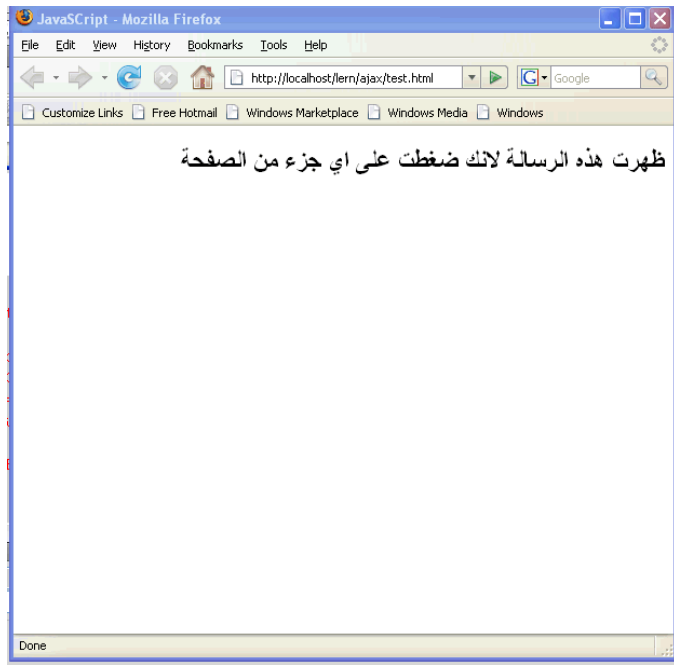 JavaSCript - Mozilla Firefox
File Edit View History Bookmarks Tools Help
http://localhost/lern/ajax/test.html G Google
Customize Links Free Hotmail Windows Marketplace Windows Media Windows
ظهرت هذه الرسالة لانك ضغطت على اي جزء من الصفحة
Done